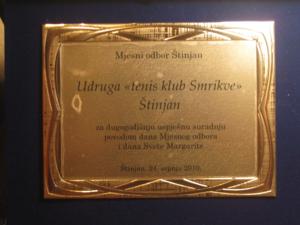 Mjesni odbor Štinjan
Udruga «tenis klub Smrikve»
Štinjan
za dugogodišnju uspješnu suradnju
povodom dana Mjesnog odbora
i dana Svete Margarite
Štinjan, 24. srpnja 2010.